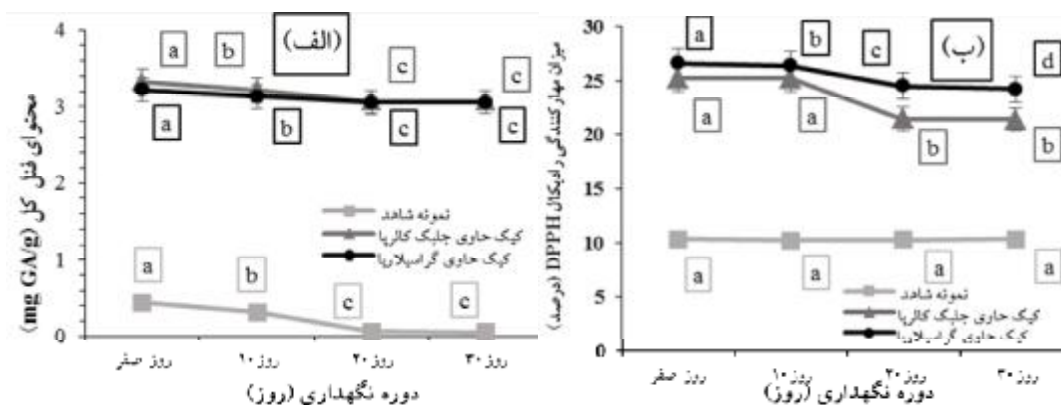 (الف)
محتوای فنل کل (mg GA/g)
4
3
2
1
0
a
b
c
c
a
b
c
c
نمونه شاهد
کیک حاوی جلبک کالرپا
کیک حاوی گراسیلاریا
a
b
c
c
روز صفر
روز ۱۰
روز ۲۰
روز ۳۰
دوره نگهداری (روز)
(ب)
میزان مهارکنندگی رادیکال DPPH (درصد)
30
25
20
15
10
5
0
a
b
c
d
a
a
b
b
a
a
a
a
نمونه شاهد
کیک حاوی جلبک کالرپا
کیک حاوی گراسیلاریا
روز صفر
روز ۱۰
روز ۲۰
روز ۳۰
دوره نگهداری (روز)